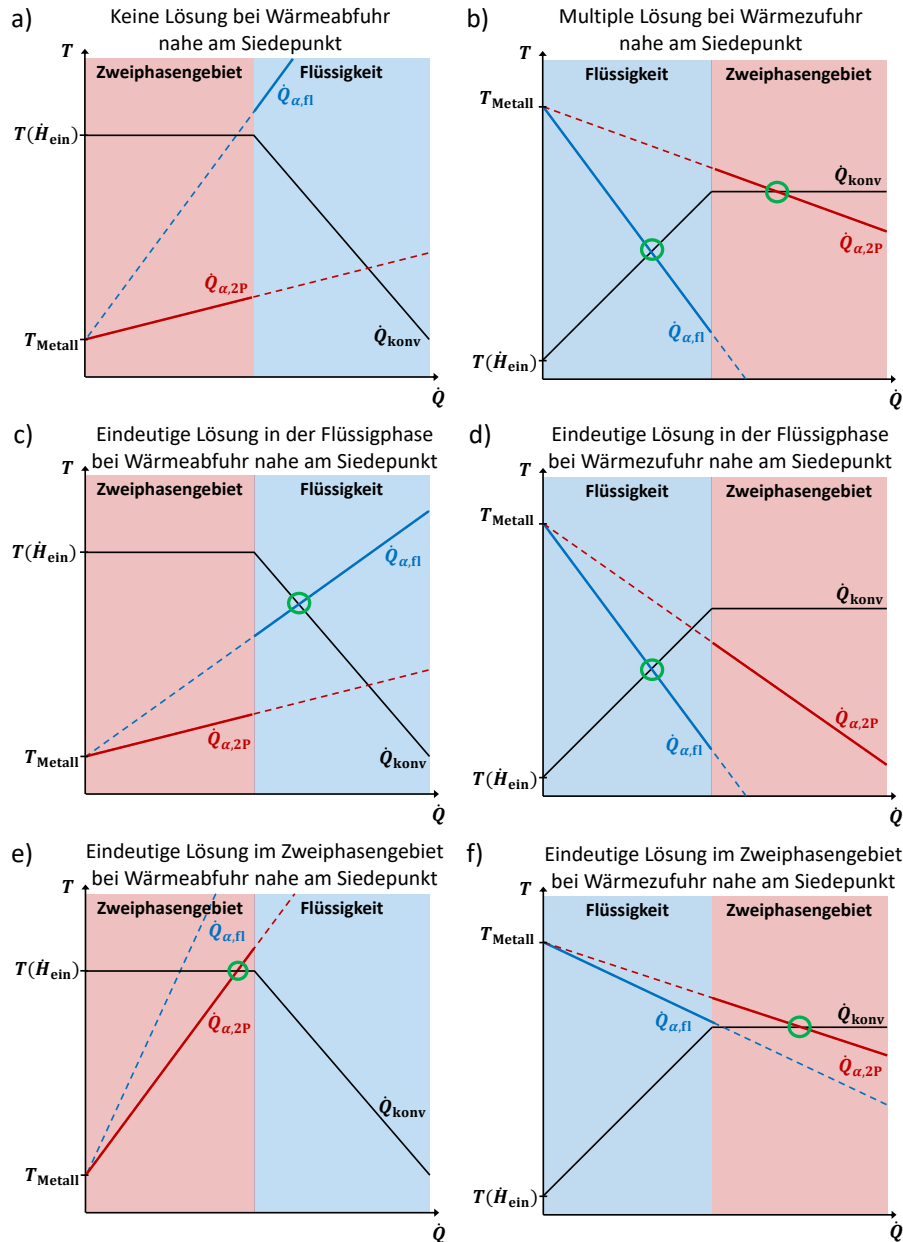 a)
Keine Lösung bei Wärmeabfuhr
nahe am Siedepunkt
T
Zweiphasengebiet
Flüssigkeit
Q̇α,fl
T(Ḣein)
Q̇α,2P
TMetall
Q̇konv
Q̇
b)
Multiple Lösung bei Wärmezufuhr
nahe am Siedepunkt
T
Flüssigkeit
Zweiphasengebiet
TMetall
Q̇konv
Q̇α,2P
Q̇α,fl
T(Ḣein)
Q̇
c)
Eindeutige Lösung in der Flüssigphase
bei Wärmeabfuhr nahe am Siedepunkt
T
Zweiphasengebiet
Flüssigkeit
T(Ḣein)
Q̇α,fl
Q̇α,2P
TMetall
Q̇konv
Q̇
d)
Eindeutige Lösung in der Flüssigphase
bei Wärmezufuhr nahe am Siedepunkt
T
Flüssigkeit
Zweiphasengebiet
TMetall
Q̇konv
Q̇α,2P
Q̇α,fl
T(Ḣein)
Q̇
e)
Eindeutige Lösung im Zweiphasengebiet
bei Wärmeabfuhr nahe am Siedepunkt
T
Zweiphasengebiet
Flüssigkeit
Q̇α,fl
T(Ḣein)
Q̇α,2P
Q̇konv
TMetall
Q̇
f)
Eindeutige Lösung im Zweiphasengebiet
bei Wärmezufuhr nahe am Siedepunkt
T
Flüssigkeit
Zweiphasengebiet
TMetall
Q̇α,fl
Q̇konv
Q̇α,2P
T(Ḣein)
Q̇